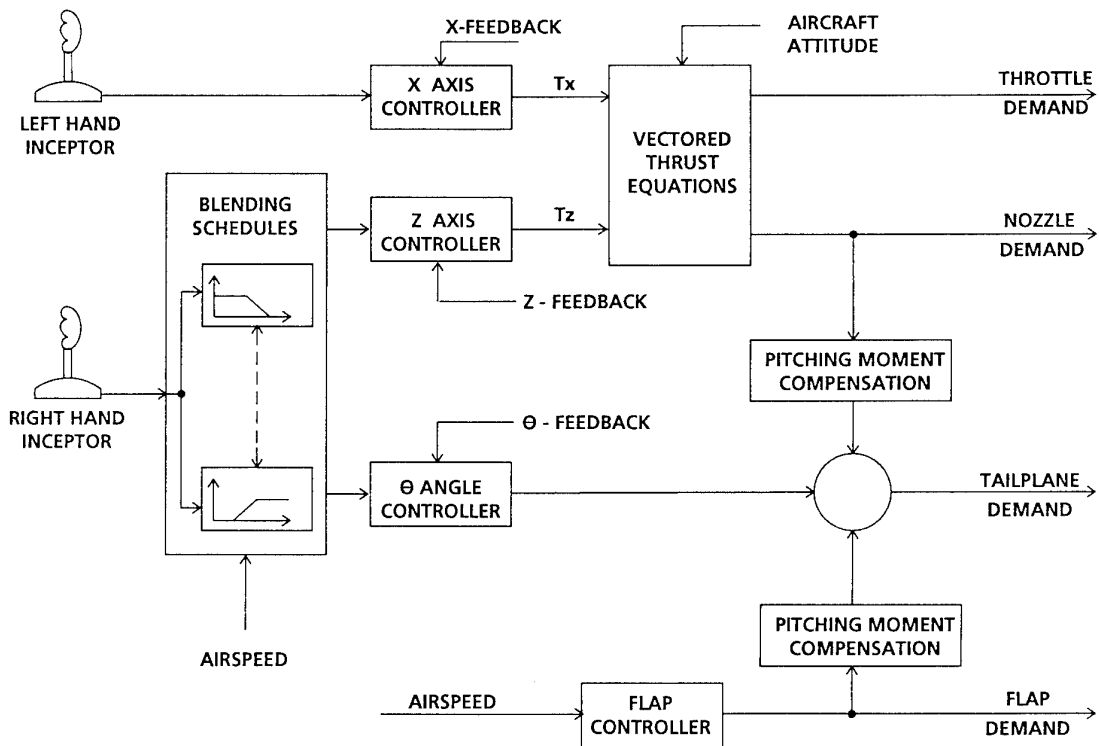 X-FEEDBACK
AIRCRAFT
ATTITUDE
LEFT HAND
INCEPTOR
X AXIS
CONTROLLER
Tx
VECTORED
THRUST
EQUATIONS
THROTTLE
DEMAND
BLENDING
SCHEDULES
Z AXIS
CONTROLLER
Tz
NOZZLE
DEMAND
Z - FEEDBACK
RIGHT HAND
INCEPTOR
PITCHING MOMENT
COMPENSATION
Θ - FEEDBACK
Θ ANGLE
CONTROLLER
TAILPLANE
DEMAND
AIRSPEED
PITCHING MOMENT
COMPENSATION
AIRSPEED
FLAP
CONTROLLER
FLAP
DEMAND